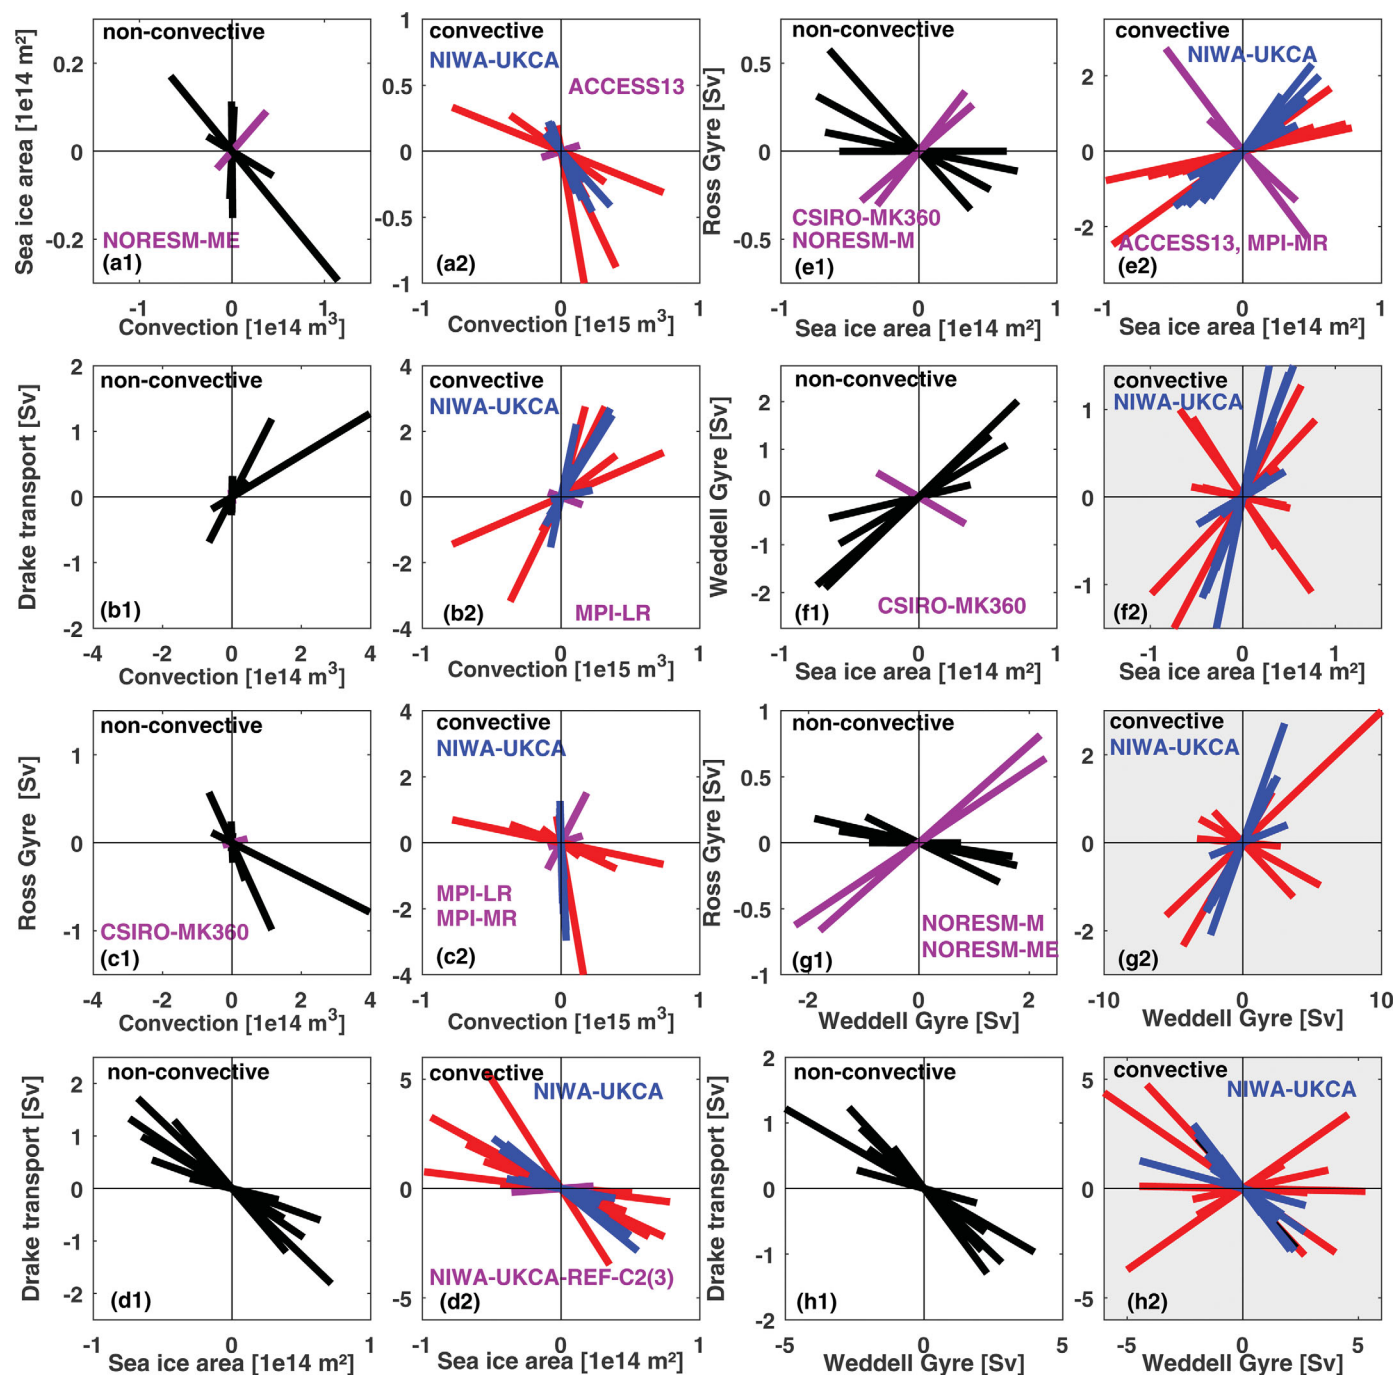 non-convective
0.2
0
-0.2
Sea ice area [1e14 m²]
NORESM-ME
(a1)
-1
0
1
Convection [1e14 m³]
convective
NIWA-UKCA
ACCESS13
1
0.5
0
-0.5
-1
(a2)
-1
0
1
Convection [1e15 m³]
non-convective
0.5
0
-0.5
Ross Gyre [Sv]
CSIRO-MK360
NORESM-M
(e1)
-1
0
1
Sea ice area [1e14 m²]
convective
NIWA-UKCA
2
0
-2
ACCESS13, MPI-MR
(e2)
-1
0
1
Sea ice area [1e14 m²]
non-convective
2
1
0
-1
-2
Drake transport [Sv]
(b1)
-4
-2
0
2
4
Convection [1e14 m³]
convective
NIWA-UKCA
4
2
0
-2
-4
MPI-LR
(b2)
-1
0
1
Convection [1e15 m³]
non-convective
2
1
0
-1
-2
Weddell Gyre [Sv]
CSIRO-MK360
(f1)
-1
0
1
Sea ice area [1e14 m²]
convective
NIWA-UKCA
1
0
-1
(f2)
-1
0
1
Sea ice area [1e14 m²]
non-convective
1
0
-1
Ross Gyre [Sv]
CSIRO-MK360
(c1)
-4
-2
0
2
4
Convection [1e14 m³]
convective
NIWA-UKCA
4
2
0
-2
-4
MPI-LR
MPI-MR
(c2)
-1
0
1
Convection [1e15 m³]
non-convective
1
0.5
0
-0.5
-1
Ross Gyre [Sv]
NORESM-M
NORESM-ME
(g1)
-2
0
2
Weddell Gyre [Sv]
convective
NIWA-UKCA
2
0
-2
(g2)
-10
0
10
Weddell Gyre [Sv]
non-convective
2
1
0
-1
-2
Drake transport [Sv]
(d1)
-1
0
1
Sea ice area [1e14 m²]
convective
NIWA-UKCA
5
0
-5
NIWA-UKCA-REF-C2(3)
(d2)
-1
0
1
Sea ice area [1e14 m²]
non-convective
2
1
0
-1
-2
Drake transport [Sv]
(h1)
-5
0
5
Weddell Gyre [Sv]
convective
NIWA-UKCA
5
0
-5
(h2)
-5
0
5
Weddell Gyre [Sv]